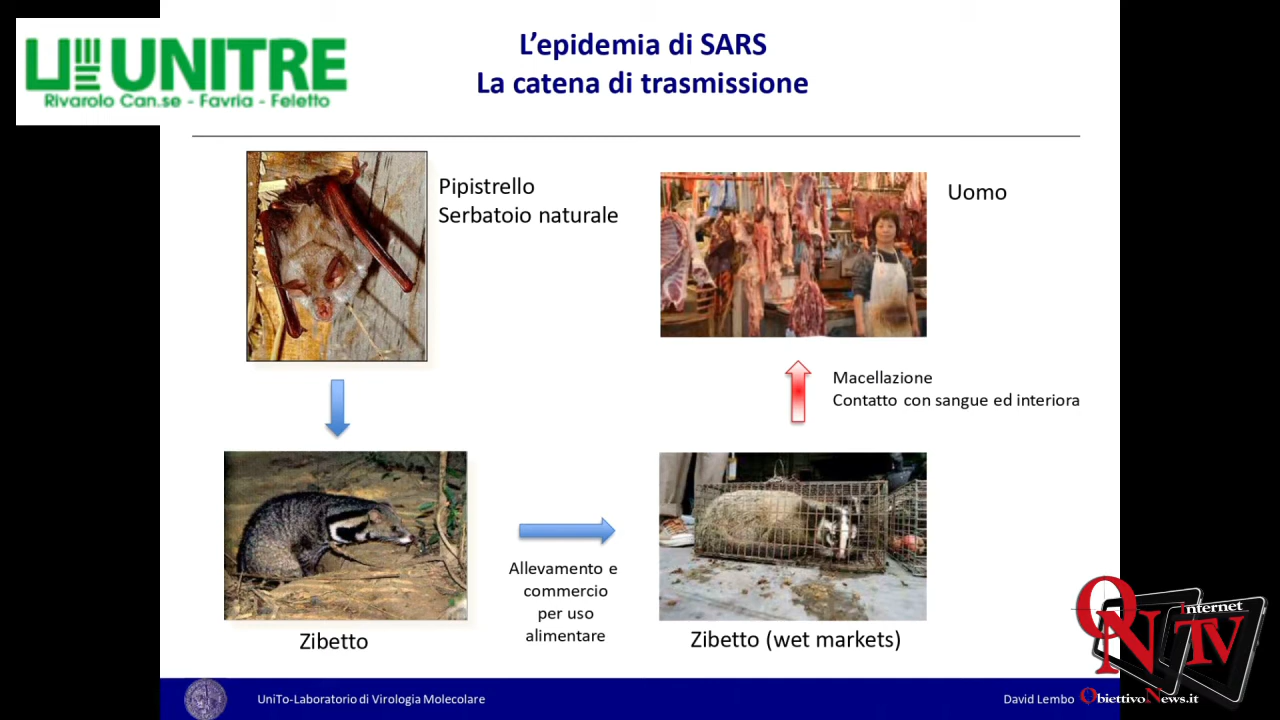 UNITRE
Rivarolo Can.se - Favria - Feletto
L’epidemia di SARS
La catena di trasmissione
Pipistrello
Serbatoio naturale
Uomo
Macellazione
Contatto con sangue ed interiora
Allevamento e
commercio
per uso
alimentare
Zibetto
Zibetto (wet markets)
UniTo-Laboratorio di Virologia Molecolare
David Lembo
ON
internet
TV
ObiettivoNews.it